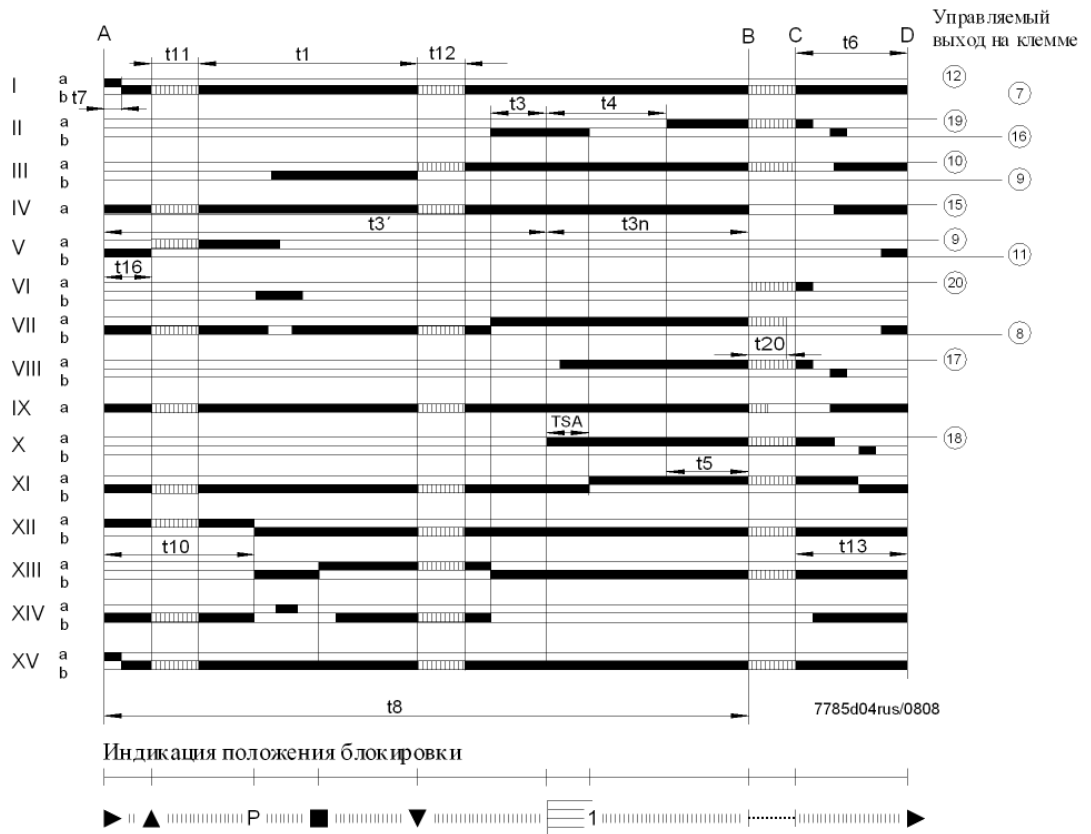 Управляемый
выход на клемме
A B C t6 D
t11 t1 t12
I a b t7 12 7
II a b t3 t4 19 16
III a b 10 9
IV a 15
t3´ t3n
V a b 9 11
t16
VI a b 20
VII a b 8
t20
VIII a b 17
IX a
TSA
X a b 18
t5
XI a b
XII a b
t10 t13
XIII a b
XIV a b
XV a b
t8
7785d04rus/0808
Индикация положения блокировки
▶ ▲ P ■ ▼ 1 ▶